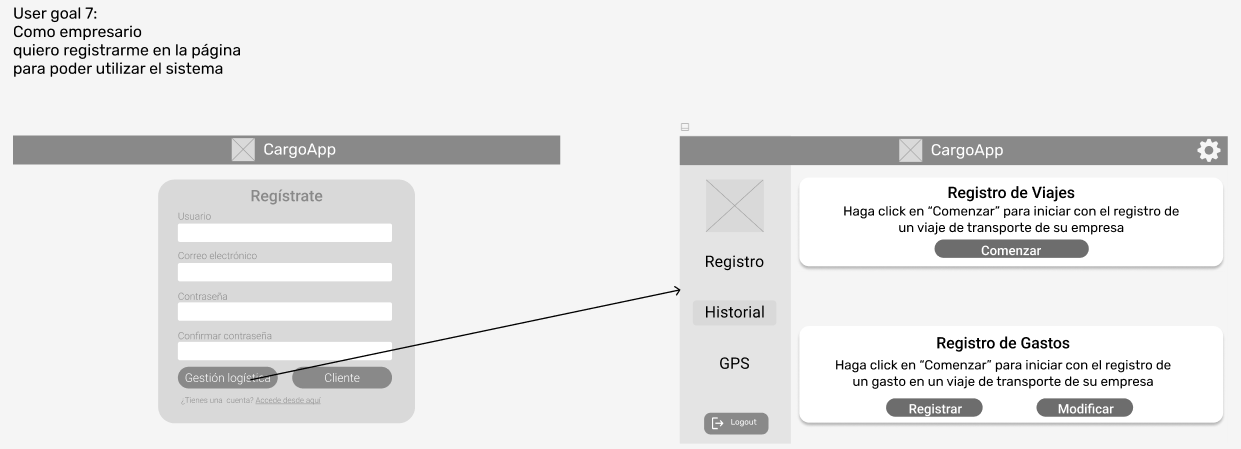 User goal 7:
Como empresario
quiero registrarme en la página
para poder utilizar el sistema
CargoApp
Regístrate
Usuario
Correo electrónico
Contraseña
Confirmar contraseña
Gestión logística
Cliente
¿Tienes una cuenta? Accede desde aquí
CargoApp
Registro
Historial
GPS
Logout
Registro de Viajes
Haga click en “Comenzar” para iniciar con el registro de
un viaje de transporte de su empresa
Comenzar
Registro de Gastos
Haga click en “Comenzar” para iniciar con el registro de
un gasto en un viaje de transporte de su empresa
Registrar
Modificar